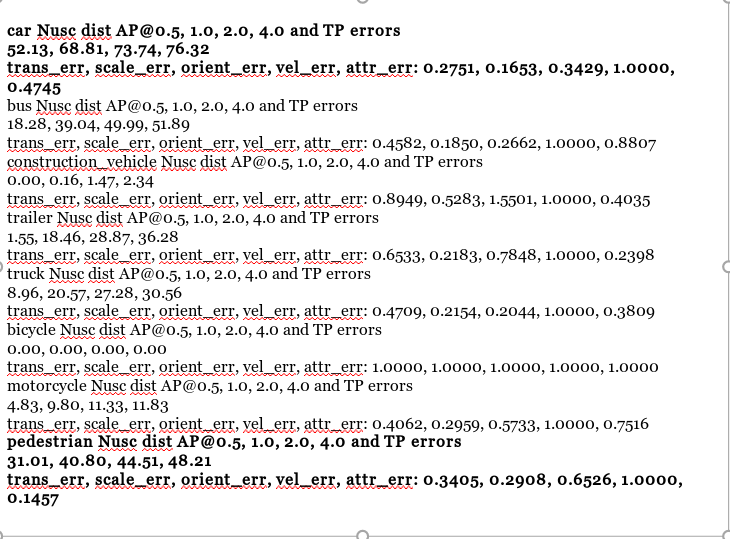 car Nusc dist AP@0.5, 1.0, 2.0, 4.0 and TP errors
52.13, 68.81, 73.74, 76.32
trans_err, scale_err, orient_err, vel_err, attr_err: 0.2751, 0.1653, 0.3429, 1.0000,
0.4745
bus Nusc dist AP@0.5, 1.0, 2.0, 4.0 and TP errors
18.28, 39.04, 49.99, 51.89
trans_err, scale_err, orient_err, vel_err, attr_err: 0.4582, 0.1850, 0.2662, 1.0000, 0.8807
construction_vehicle Nusc dist AP@0.5, 1.0, 2.0, 4.0 and TP errors
0.00, 0.16, 1.47, 2.34
trans_err, scale_err, orient_err, vel_err, attr_err: 0.8949, 0.5283, 1.5501, 1.0000, 0.4035
trailer Nusc dist AP@0.5, 1.0, 2.0, 4.0 and TP errors
1.55, 18.46, 28.87, 36.28
trans_err, scale_err, orient_err, vel_err, attr_err: 0.6533, 0.2183, 0.7848, 1.0000, 0.2398
truck Nusc dist AP@0.5, 1.0, 2.0, 4.0 and TP errors
8.96, 20.57, 27.28, 30.56
trans_err, scale_err, orient_err, vel_err, attr_err: 0.4709, 0.2154, 0.2044, 1.0000, 0.3809
bicycle Nusc dist AP@0.5, 1.0, 2.0, 4.0 and TP errors
0.00, 0.00, 0.00, 0.00
trans_err, scale_err, orient_err, vel_err, attr_err: 1.0000, 1.0000, 1.0000, 1.0000, 1.0000
motorcycle Nusc dist AP@0.5, 1.0, 2.0, 4.0 and TP errors
4.83, 9.80, 11.33, 11.83
trans_err, scale_err, orient_err, vel_err, attr_err: 0.4062, 0.2959, 0.5733, 1.0000, 0.7516
pedestrian Nusc dist AP@0.5, 1.0, 2.0, 4.0 and TP errors
31.01, 40.80, 44.51, 48.21
trans_err, scale_err, orient_err, vel_err, attr_err: 0.3405, 0.2908, 0.6526, 1.0000,
0.1457